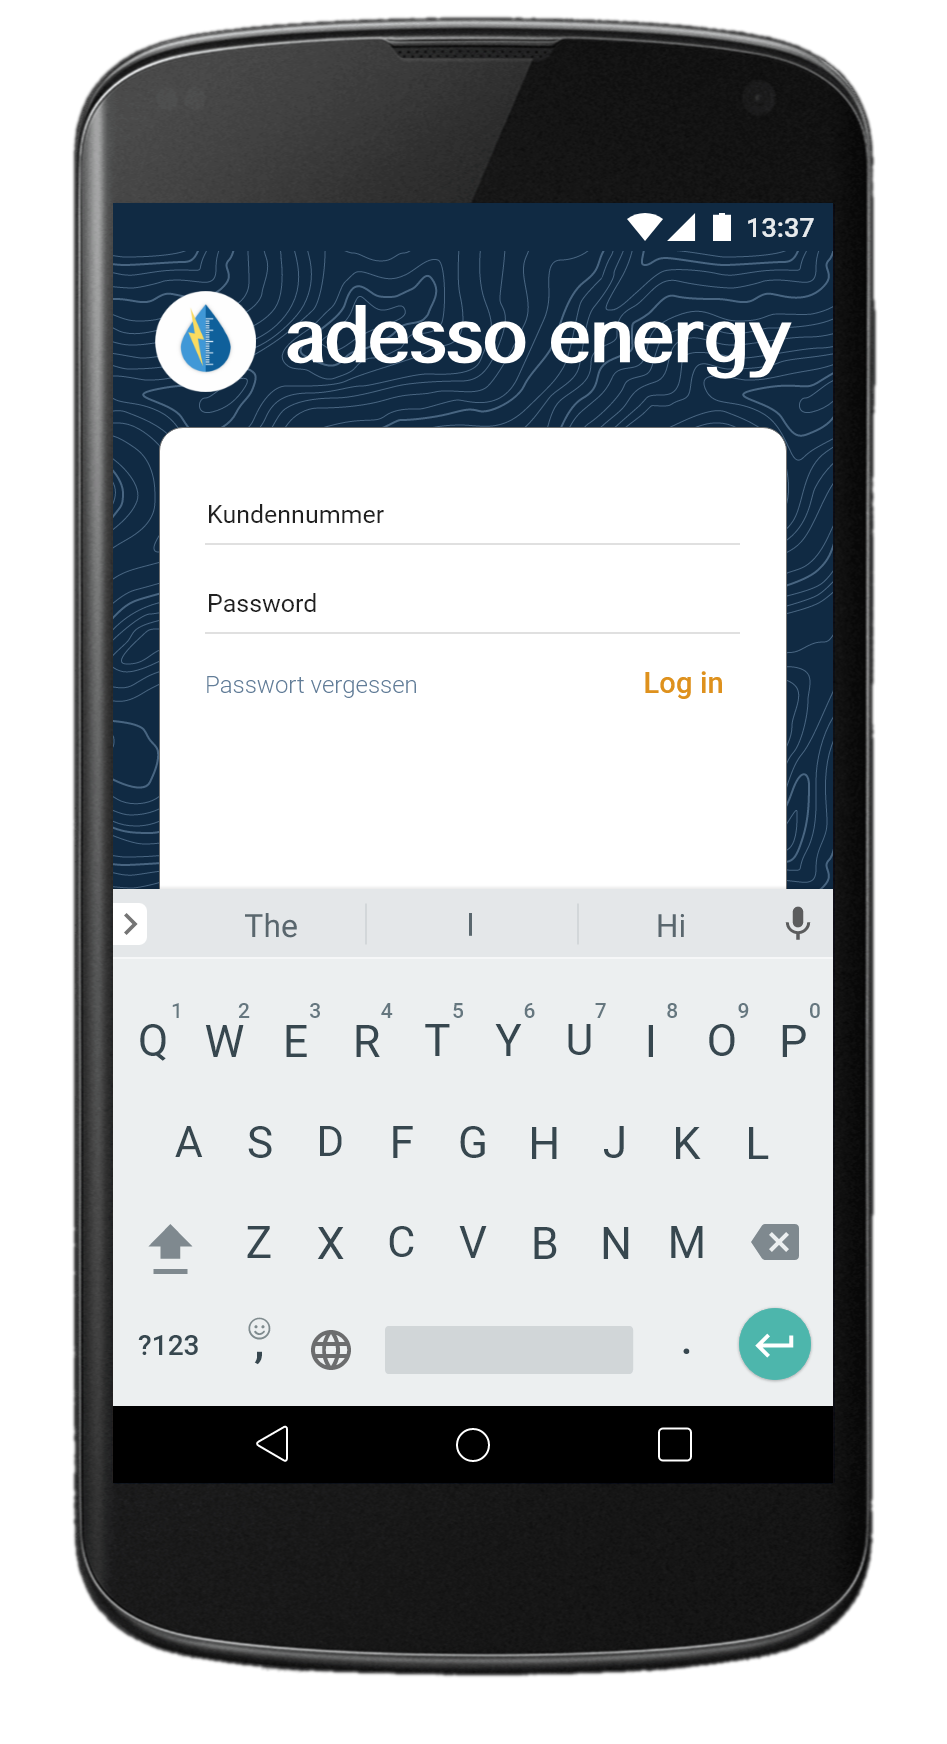 13:37
adesso energy
Kundennummer
Password
Passwort vergessen Log in
The I Hi
1 2 3 4 5 6 7 8 9 0
Q W E R T Y U I O P
A S D F G H J K L
Z X C V B N M
?123 , .